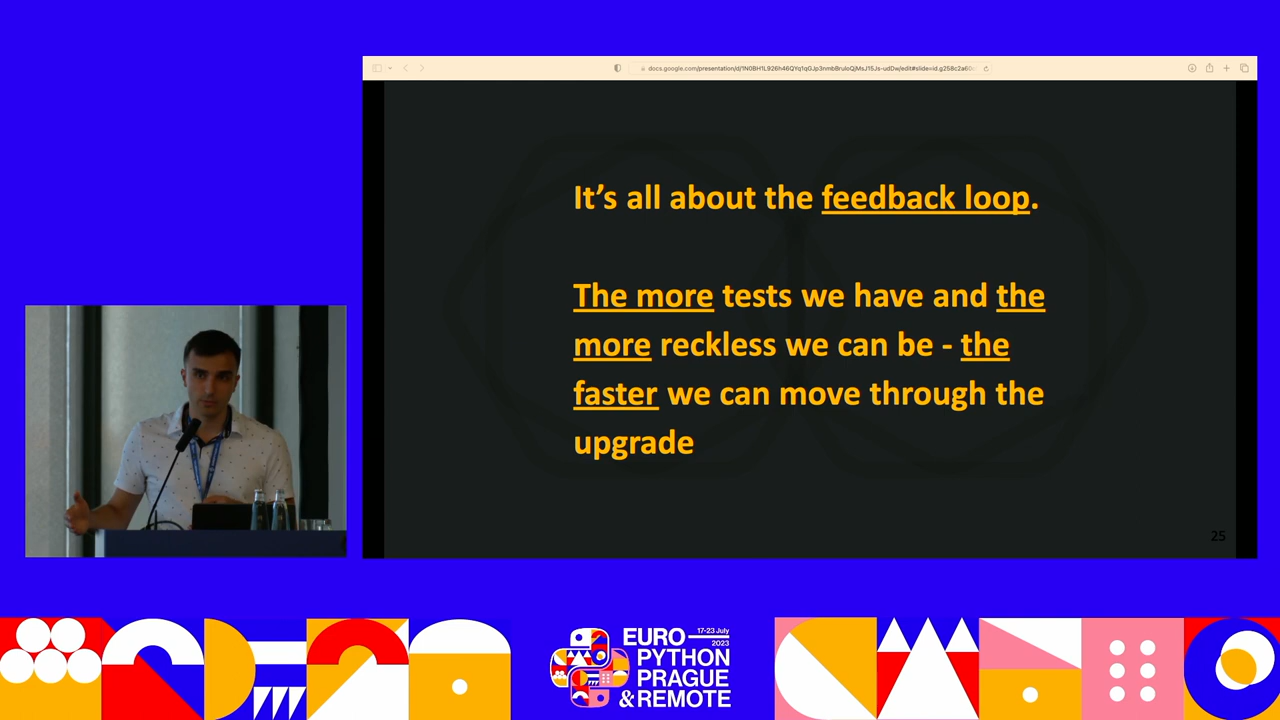 It's all about the feedback loop.
The more tests we have and the
more reckless we can be - the
faster we can move through the
upgrade
25
EURO 17-23 July
2023
PYTHON
PRAGUE
& REMOTE